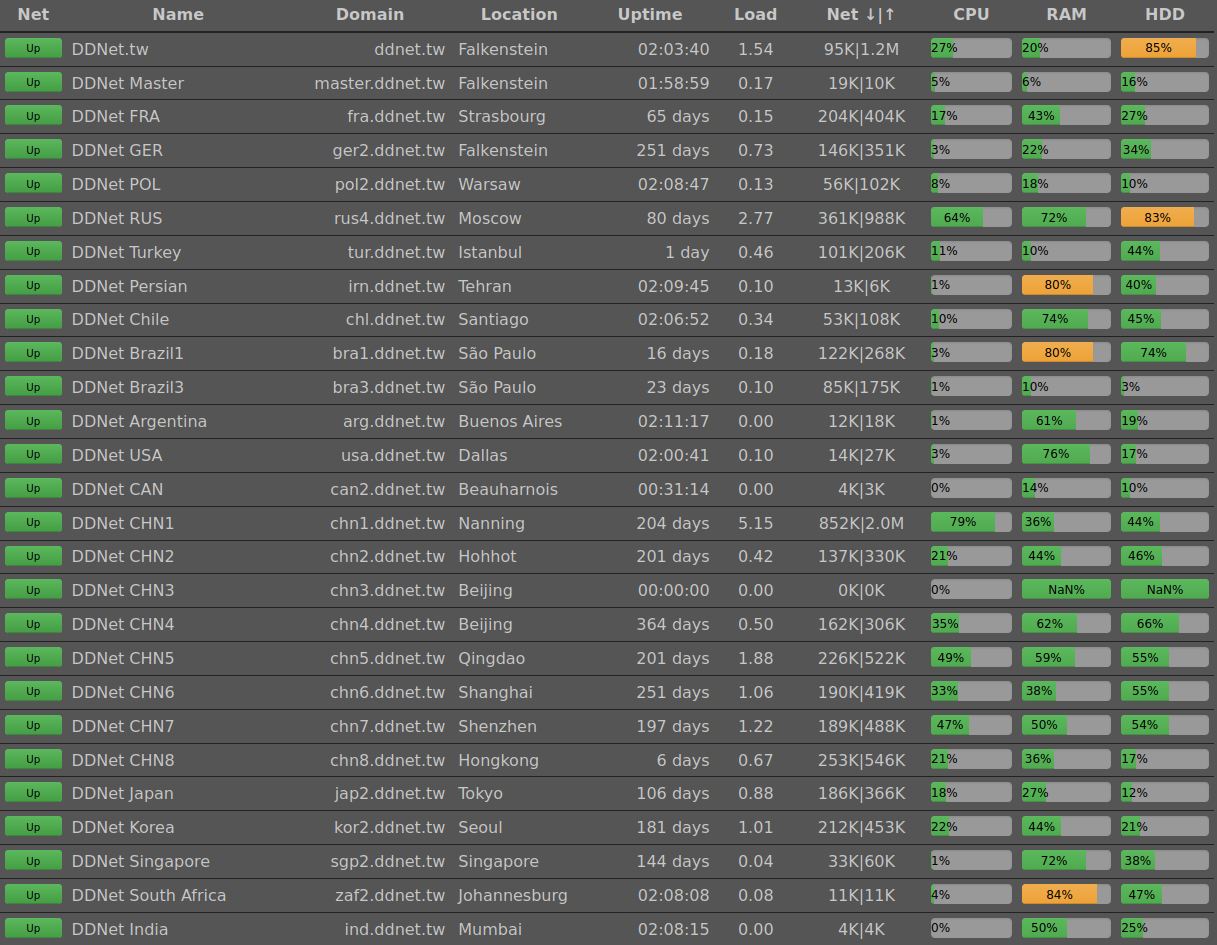 Net Name Domain Location Uptime Load Net ↓|↑ CPU RAM HDD
Up DDNet.tw ddnet.tw Falkenstein 02:03:40 1.54 95K|1.2M 27% 20% 85%
Up DDNet Master master.ddnet.tw Falkenstein 01:58:59 0.17 19K|10K 5% 6% 16%
Up DDNet FRA fra.ddnet.tw Strasbourg 65 days 0.15 204K|404K 17% 43% 27%
Up DDNet GER ger2.ddnet.tw Falkenstein 251 days 0.73 146K|351K 3% 22% 34%
Up DDNet POL pol2.ddnet.tw Warsaw 02:08:47 0.13 56K|102K 8% 18% 10%
Up DDNet RUS rus4.ddnet.tw Moscow 80 days 2.77 361K|988K 64% 72% 83%
Up DDNet Turkey tur.ddnet.tw Istanbul 1 day 0.46 101K|206K 11% 10% 44%
Up DDNet Persian irn.ddnet.tw Tehran 02:09:45 0.10 13K|6K 1% 80% 40%
Up DDNet Chile chl.ddnet.tw Santiago 02:06:52 0.34 53K|108K 10% 74% 45%
Up DDNet Brazil1 bra1.ddnet.tw São Paulo 16 days 0.18 122K|268K 3% 80% 74%
Up DDNet Brazil3 bra3.ddnet.tw São Paulo 23 days 0.10 85K|175K 1% 10% 3%
Up DDNet Argentina arg.ddnet.tw Buenos Aires 02:11:17 0.00 12K|18K 1% 61% 19%
Up DDNet USA usa.ddnet.tw Dallas 02:00:41 0.10 14K|27K 3% 76% 17%
Up DDNet CAN can2.ddnet.tw Beauharnois 00:31:14 0.00 4K|3K 0% 14% 10%
Up DDNet CHN1 chn1.ddnet.tw Nanning 204 days 5.15 852K|2.0M 79% 36% 44%
Up DDNet CHN2 chn2.ddnet.tw Hohhot 201 days 0.42 137K|330K 21% 44% 46%
Up DDNet CHN3 chn3.ddnet.tw Beijing 00:00:00 0.00 0K|0K 0% NaN% NaN%
Up DDNet CHN4 chn4.ddnet.tw Beijing 364 days 0.50 162K|306K 35% 62% 66%
Up DDNet CHN5 chn5.ddnet.tw Qingdao 201 days 1.88 226K|522K 49% 59% 55%
Up DDNet CHN6 chn6.ddnet.tw Shanghai 251 days 1.06 190K|419K 33% 38% 55%
Up DDNet CHN7 chn7.ddnet.tw Shenzhen 197 days 1.22 189K|488K 47% 50% 54%
Up DDNet CHN8 chn8.ddnet.tw Hongkong 6 days 0.67 253K|546K 21% 36% 17%
Up DDNet Japan jap2.ddnet.tw Tokyo 106 days 0.88 186K|366K 18% 27% 12%
Up DDNet Korea kor2.ddnet.tw Seoul 181 days 1.01 212K|453K 22% 44% 21%
Up DDNet Singapore sgp2.ddnet.tw Singapore 144 days 0.04 33K|60K 1% 72% 38%
Up DDNet South Africa zaf2.ddnet.tw Johannesburg 02:08:08 0.08 11K|11K 4% 84% 47%
Up DDNet India ind.ddnet.tw Mumbai 02:08:15 0.00 4K|4K 0% 50% 25%